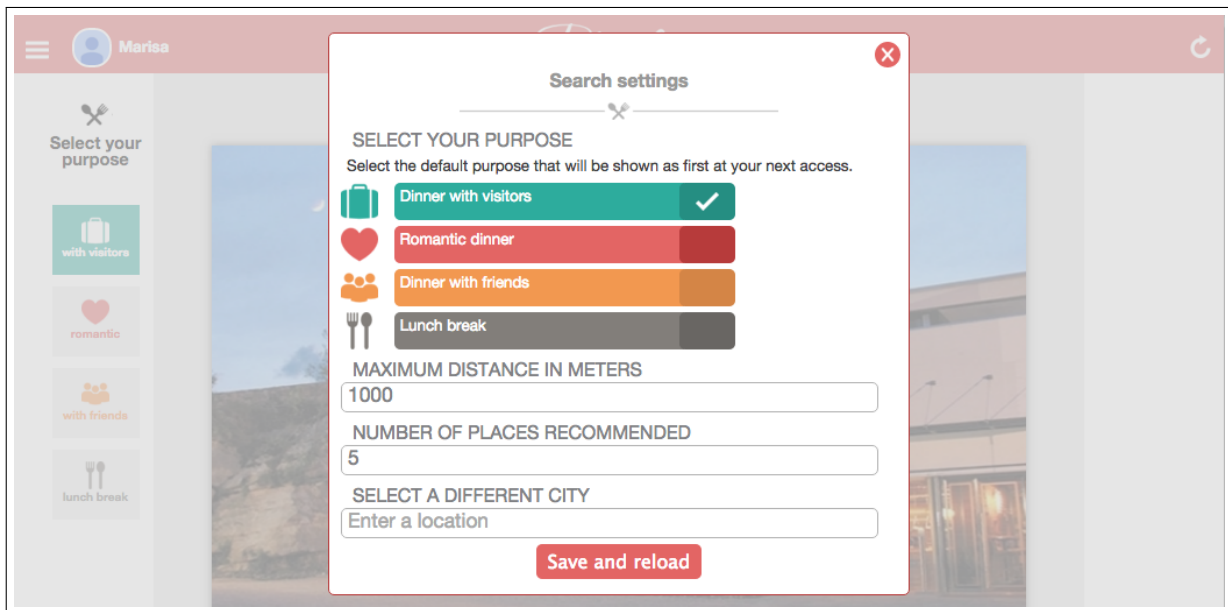 Marisa
Search settings
Select your
purpose
with visitors
romantic
with friends
lunch break
SELECT YOUR PURPOSE
Select the default purpose that will be shown as first at your next access.
Dinner with visitors
Romantic dinner
Dinner with friends
Lunch break
MAXIMUM DISTANCE IN METERS
1000
NUMBER OF PLACES RECOMMENDED
5
SELECT A DIFFERENT CITY
Enter a location
Save and reload